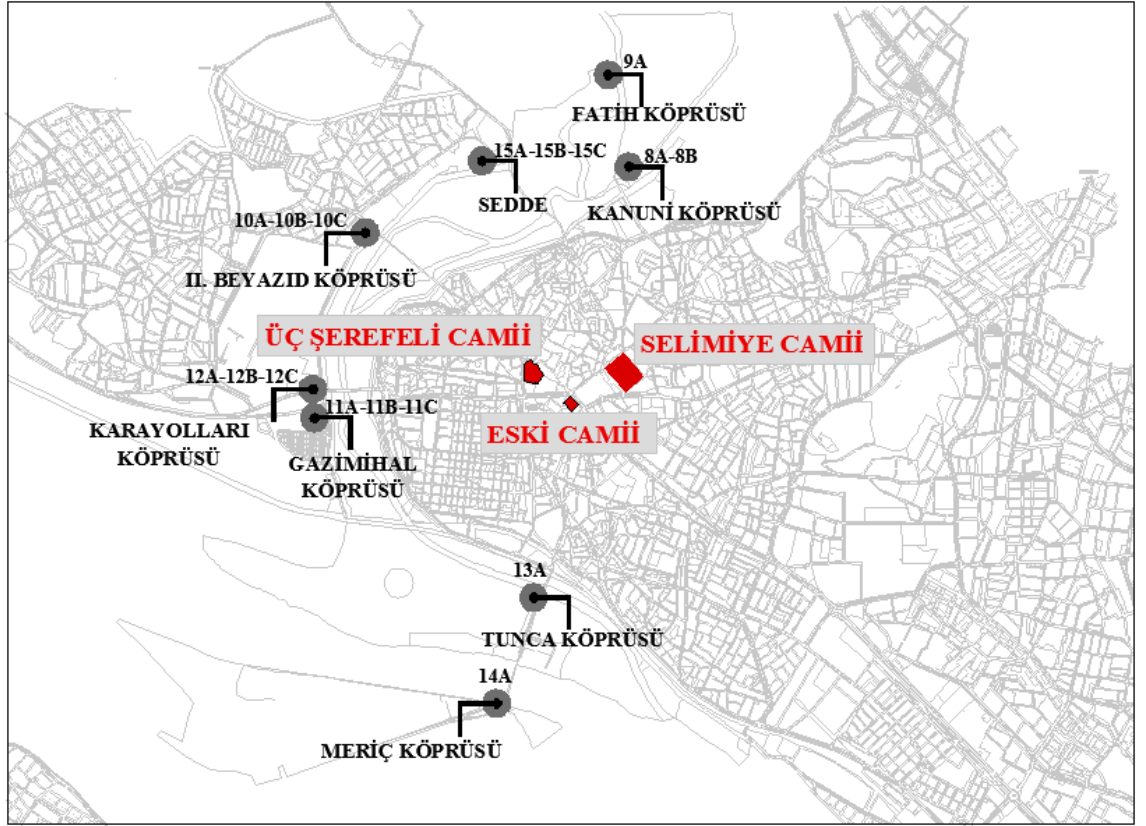 9A
FATİH KÖPRÜSÜ
15A-15B-15C
SEDDE
8A-8B
KANUNİ KÖPRÜSÜ
10A-10B-10C
II. BEYAZID KÖPRÜSÜ
ÜÇ ŞEREFELİ CAMİİ
SELİMİYE CAMİİ
ESKİ CAMİİ
12A-12B-12C
KARAYOLLARI
KÖPRÜSÜ
11A-11B-11C
GAZİMİHAL
KÖPRÜSÜ
13A
TUNCA KÖPRÜSÜ
14A
MERİÇ KÖPRÜSÜ